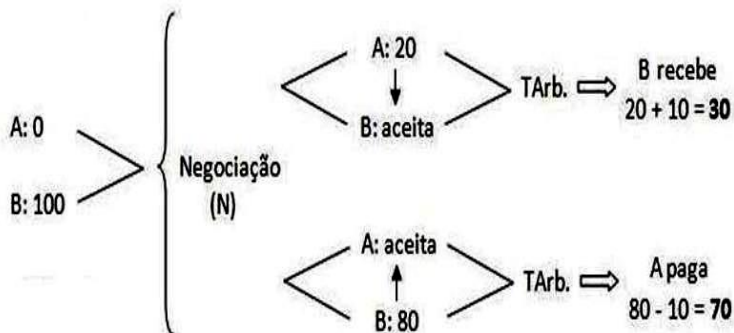 A: 0
B: 100
Negociação
(N)
A: 20
B: aceita
TArb.
B recebe
20 + 10 = 30
A: aceita
B: 80
TArb.
A paga
80 - 10 = 70